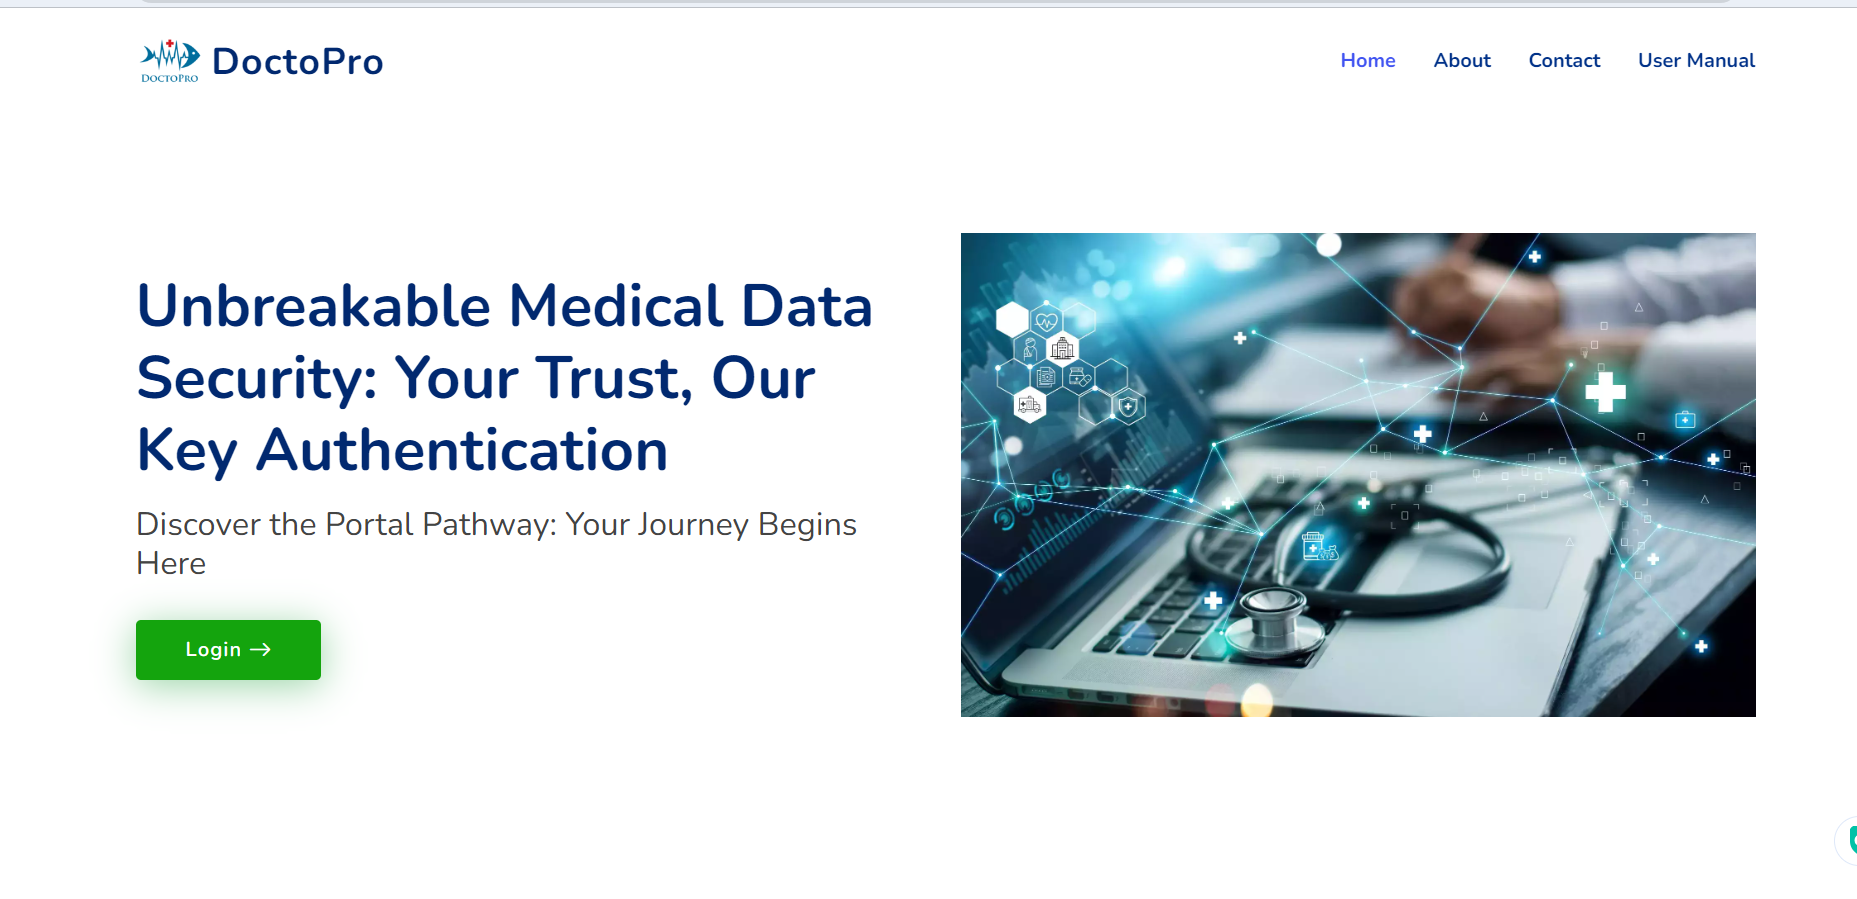 DOCTOPRO
DoctoPro
Home
About
Contact
User Manual
Unbreakable Medical Data
Security: Your Trust, Our
Key Authentication
Discover the Portal Pathway: Your Journey Begins
Here
Login